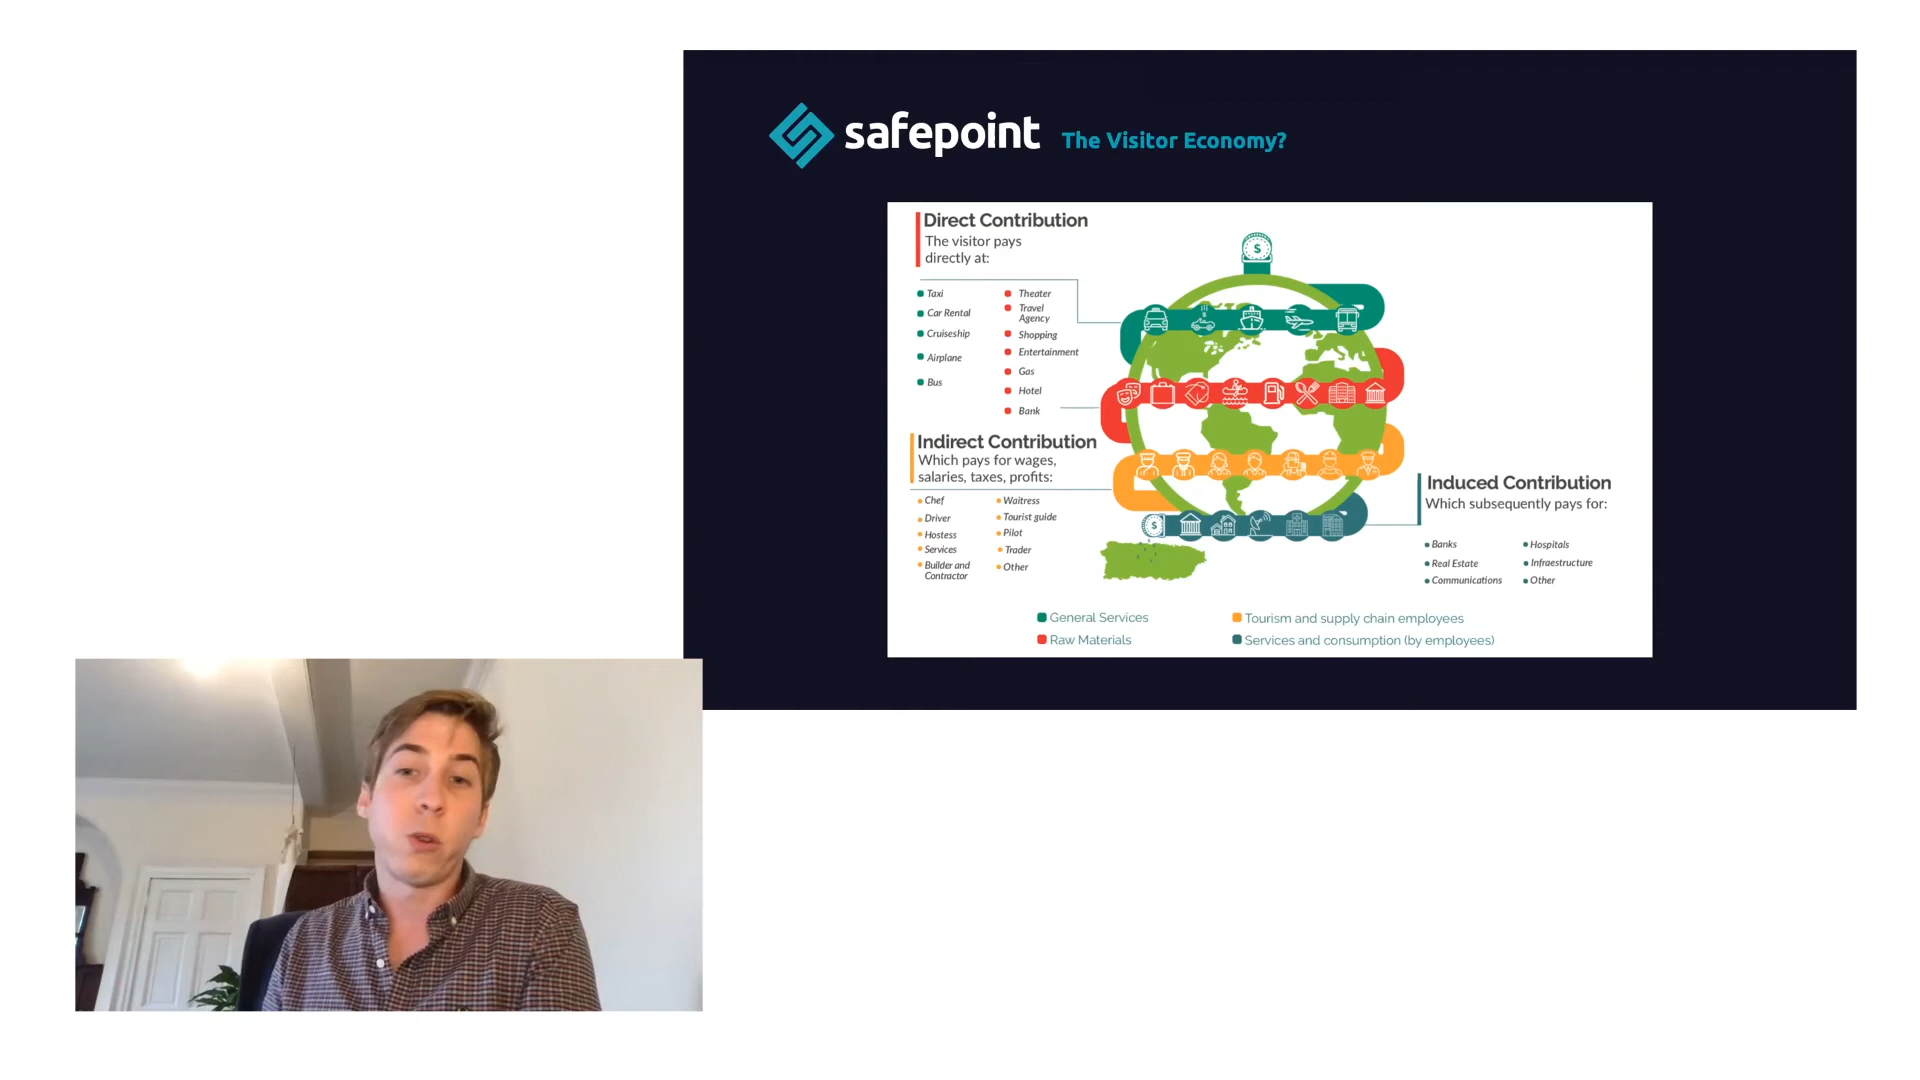 safepoint The Visitor Economy?
Direct Contribution
The visitor pays
directly at:
Taxi
Car Rental
Cruiseship
Airplane
Bus
Theater
Travel
Agency
Shopping
Entertainment
Gas
Hotel
Bank
Indirect Contribution
Which pays for wages,
salaries, taxes, profits:
Chef
Driver
Hostess
Services
Builder and
Contractor
Waitress
Tourist guide
Pilot
Trader
Other
Induced Contribution
Which subsequently pays for:
Banks
Real Estate
Communications
Hospitals
Infraestructure
Other
General Services
Raw Materials
Tourism and supply chain employees
Services and consumption (by employees)